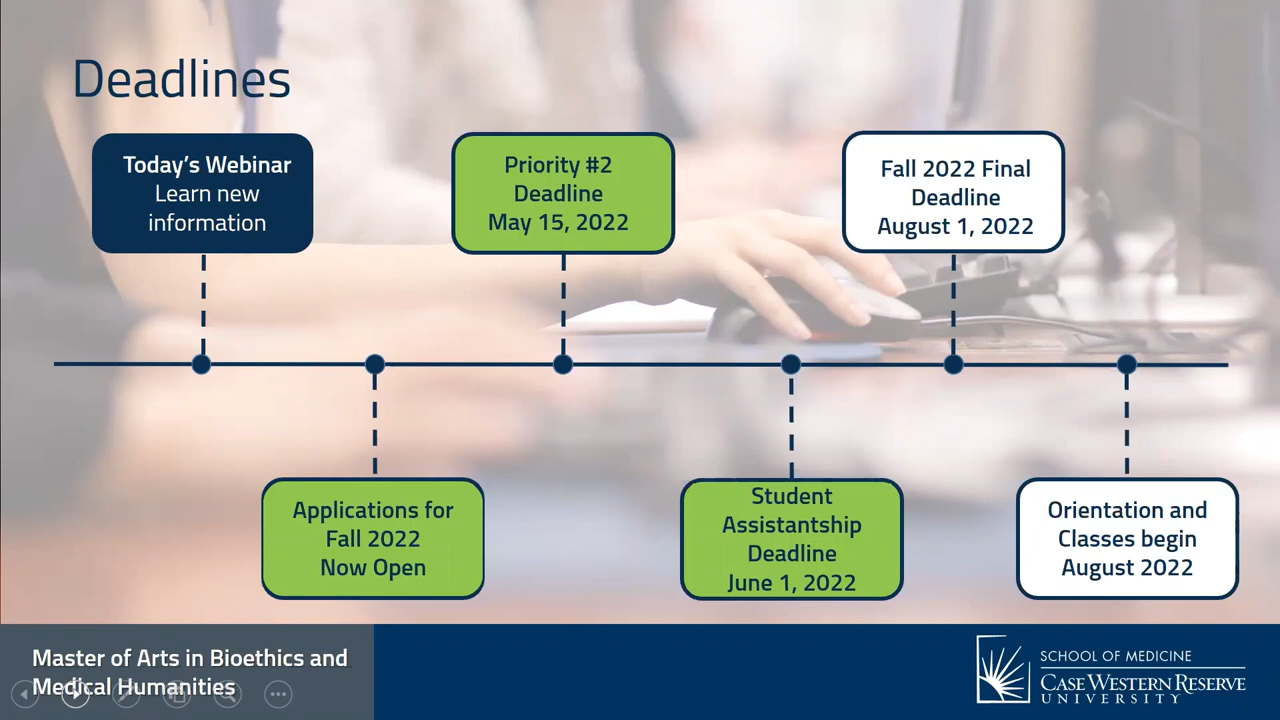 Deadlines
Today's Webinar
Learn new
information
Priority #2
Deadline
May 15, 2022
Fall 2022 Final
Deadline
August 1, 2022
Applications for
Fall 2022
Now Open
Student
Assistantship
Deadline
June 1, 2022
Orientation and
Classes begin
August 2022
Master of Arts in Bioethics and
Medical Humanities
SCHOOL OF MEDICINE
CASE WESTERN RESERVE
UNIVERSITY